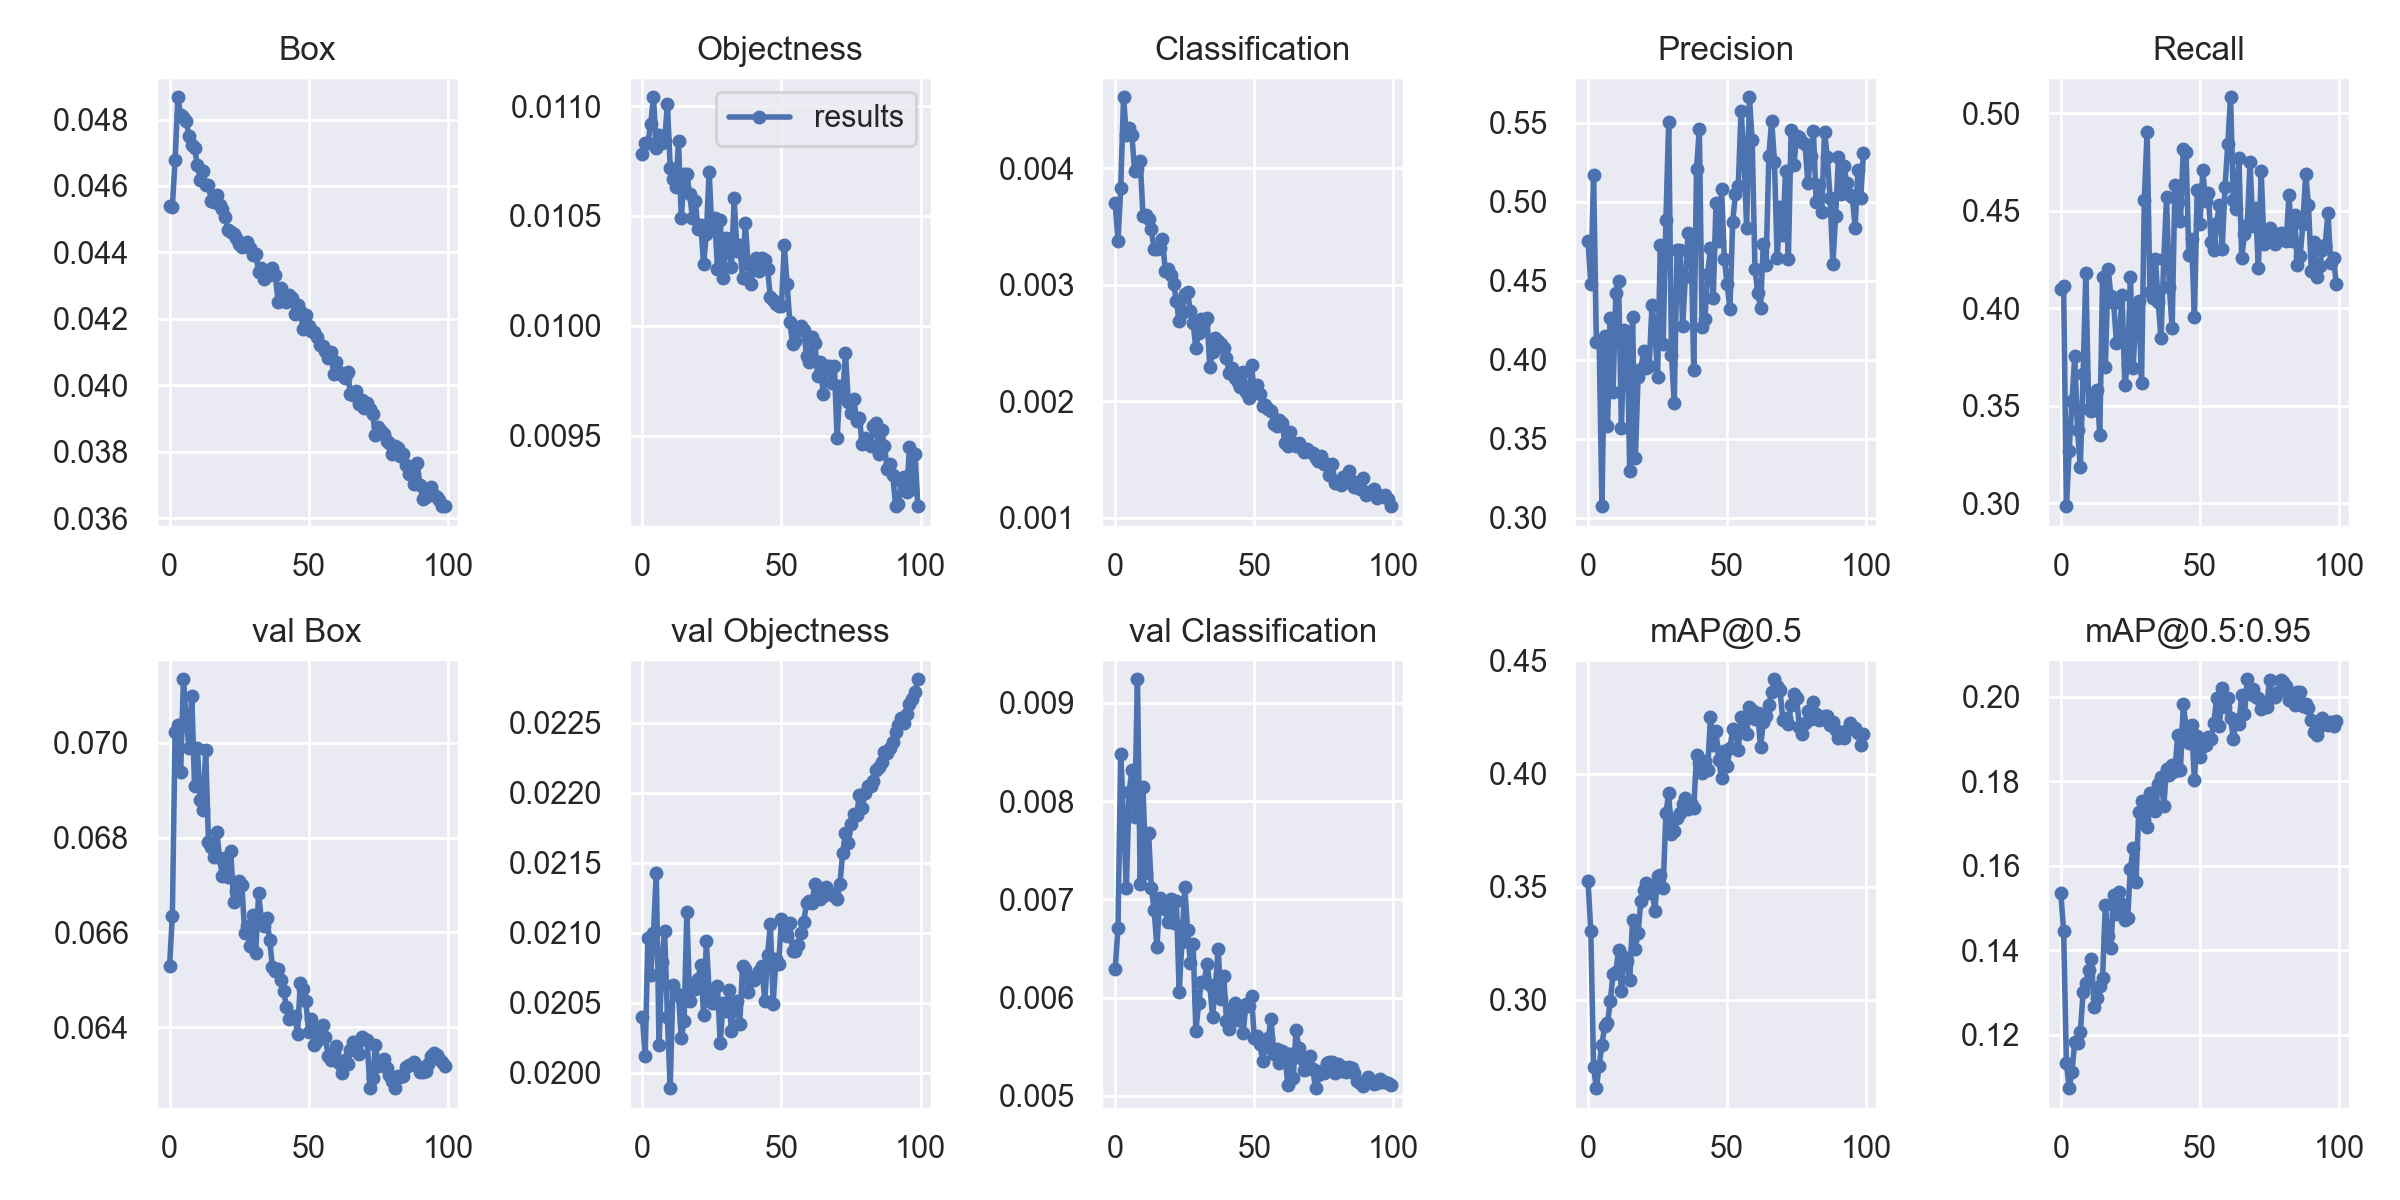 Box
0.048
0.046
0.044
0.042
0.040
0.038
0.036
0 50 100
Objectness
results
0.0110
0.0105
0.0100
0.0095
0 50 100
Classification
0.004
0.003
0.002
0.001
0 50 100
Precision
0.55
0.50
0.45
0.40
0.35
0.30
0 50 100
Recall
0.50
0.45
0.40
0.35
0.30
0 50 100
val Box
0.070
0.068
0.066
0.064
0 50 100
val Objectness
0.0225
0.0220
0.0215
0.0210
0.0205
0.0200
0 50 100
val Classification
0.009
0.008
0.007
0.006
0.005
0 50 100
mAP@0.5
0.45
0.40
0.35
0.30
0 50 100
mAP@0.5:0.95
0.20
0.18
0.16
0.14
0.12
0 50 100